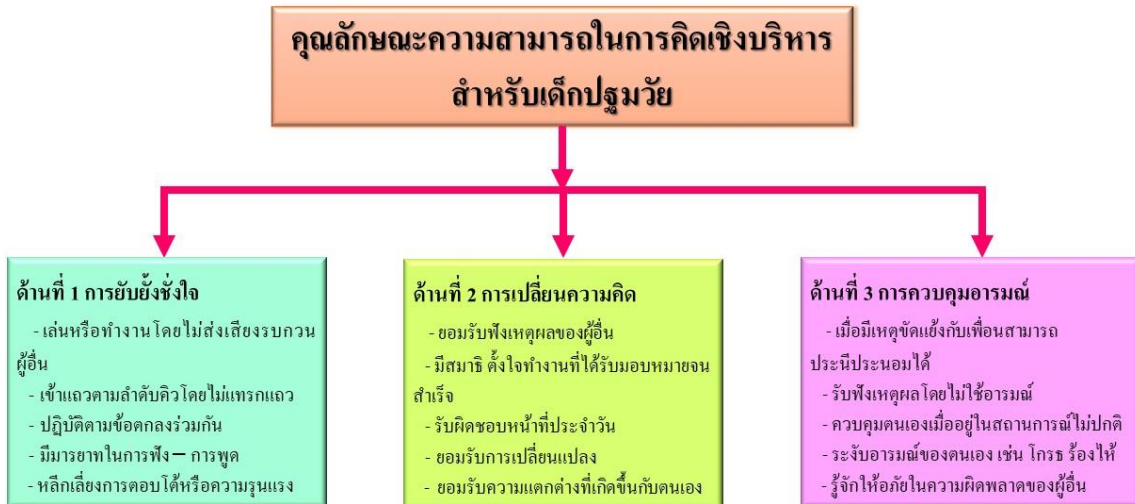 คุณลักษณะความสามารถในการคิดเชิงบริหาร
สำหรับเด็กปฐมวัย
ด้านที่ 1 การยับยั้งชั่งใจ
- เล่นหรือทำงานโดยไม่ส่งเสียงรบกวน
ผู้อื่น
- เข้าแถวตามลำดับคิวโดยไม่แทรกแถว
- ปฏิบัติตามข้อตกลงร่วมกัน
- มีมารยาทในการฟัง – การพูด
- หลีกเลี่ยงการตอบโต้หรือความรุนแรง
ด้านที่ 2 การเปลี่ยนความคิด
- ยอมรับฟังเหตุผลของผู้อื่น
- มีสมาธิ ตั้งใจทำงานที่ได้รับมอบหมายจน
สำเร็จ
- รับผิดชอบหน้าที่ประจำวัน
- ยอมรับการเปลี่ยนแปลง
- ยอมรับความแตกต่างที่เกิดขึ้นกับตนเอง
ด้านที่ 3 การควบคุมอารมณ์
- เมื่อมีเหตุขัดแย้งกับเพื่อนสามารถ
ประนีประนอมได้
- รับฟังเหตุผลโดยไม่ใช้อารมณ์
- ควบคุมตนเองเมื่ออยู่ในสถานการณ์ไม่ปกติ
- ระงับอารมณ์ของตนเอง เช่น โกรธ ร้องไห้
- รู้จักให้อภัยในความผิดพลาดของผู้อื่น